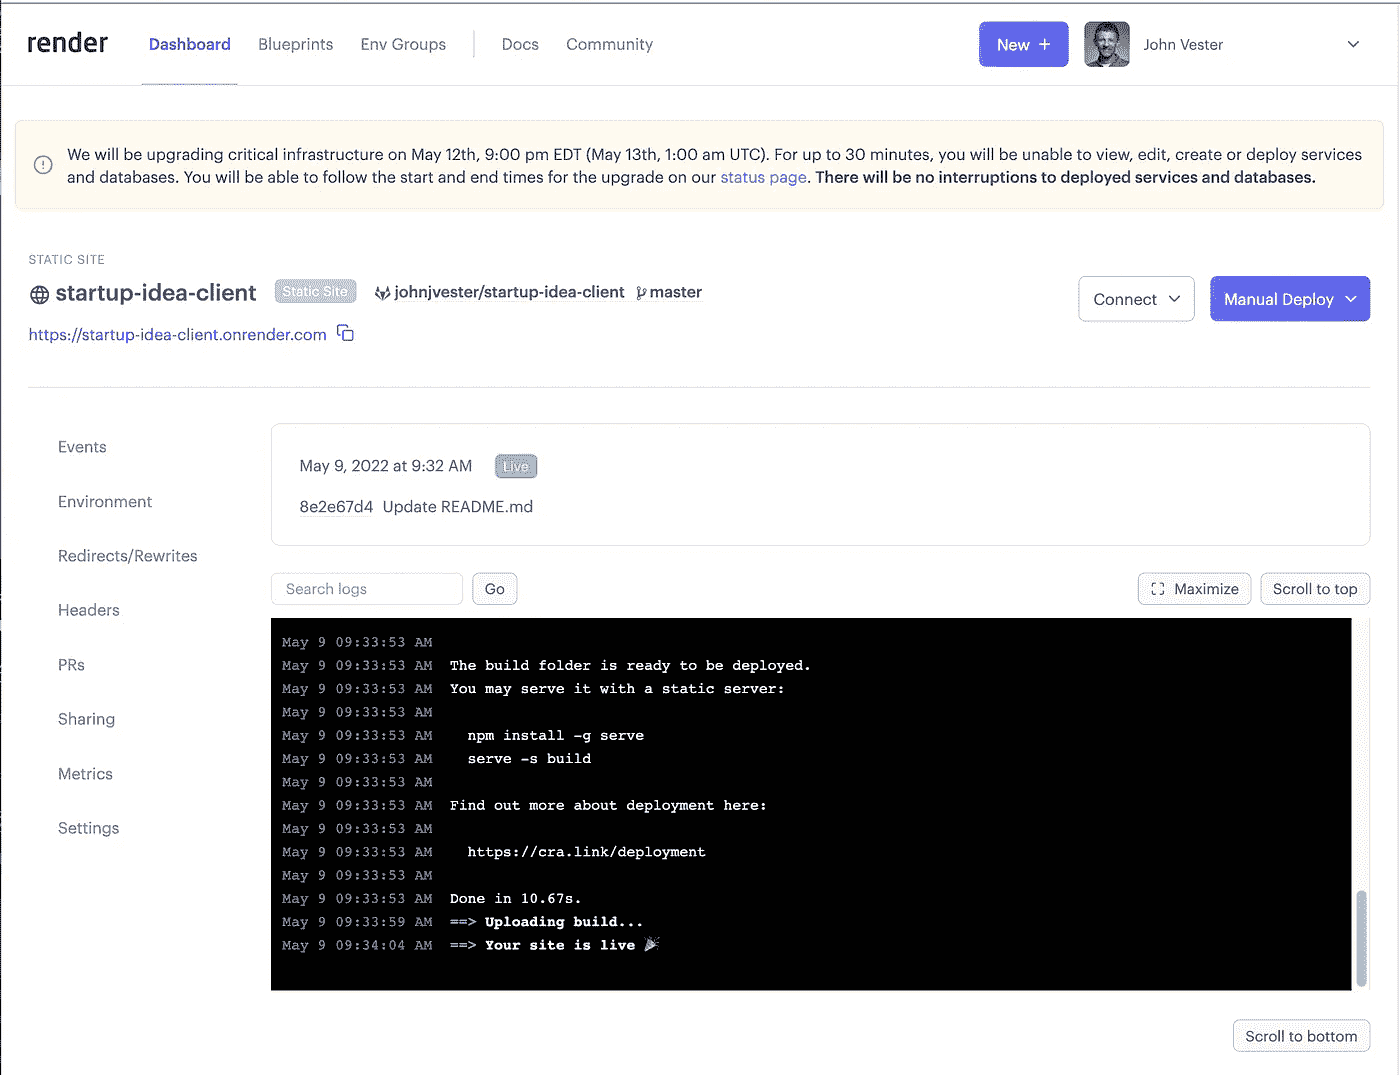 render Dashboard Blueprints Env Groups Docs Community New + John Vester
We will be upgrading critical infrastructure on May 12th, 9:00 pm EDT (May 13th, 1:00 am UTC). For up to 30 minutes, you will be unable to view, edit, create or deploy services
and databases. You will be able to follow the start and end times for the upgrade on our status page. There will be no interruptions to deployed services and databases.
STATIC SITE
startup-idea-client Static Site johnjvester/startup-idea-client master
Connect Manual Deploy
https://startup-idea-client.onrender.com
Events
Environment
Redirects/Rewrites
Headers
PRs
Sharing
Metrics
Settings
May 9, 2022 at 9:32 AM Live
8e2e67d4 Update README.md
Search logs Go Maximize Scroll to top
May 9 09:33:53 AM
May 9 09:33:53 AM The build folder is ready to be deployed.
May 9 09:33:53 AM You may serve it with a static server:
May 9 09:33:53 AM
May 9 09:33:53 AM npm install -g serve
May 9 09:33:53 AM serve -s build
May 9 09:33:53 AM
May 9 09:33:53 AM Find out more about deployment here:
May 9 09:33:53 AM
May 9 09:33:53 AM https://cra.link/deployment
May 9 09:33:53 AM
May 9 09:33:53 AM Done in 10.67s.
May 9 09:33:59 AM ==> Uploading build...
May 9 09:34:04 AM ==> Your site is live 🎉
Scroll to bottom